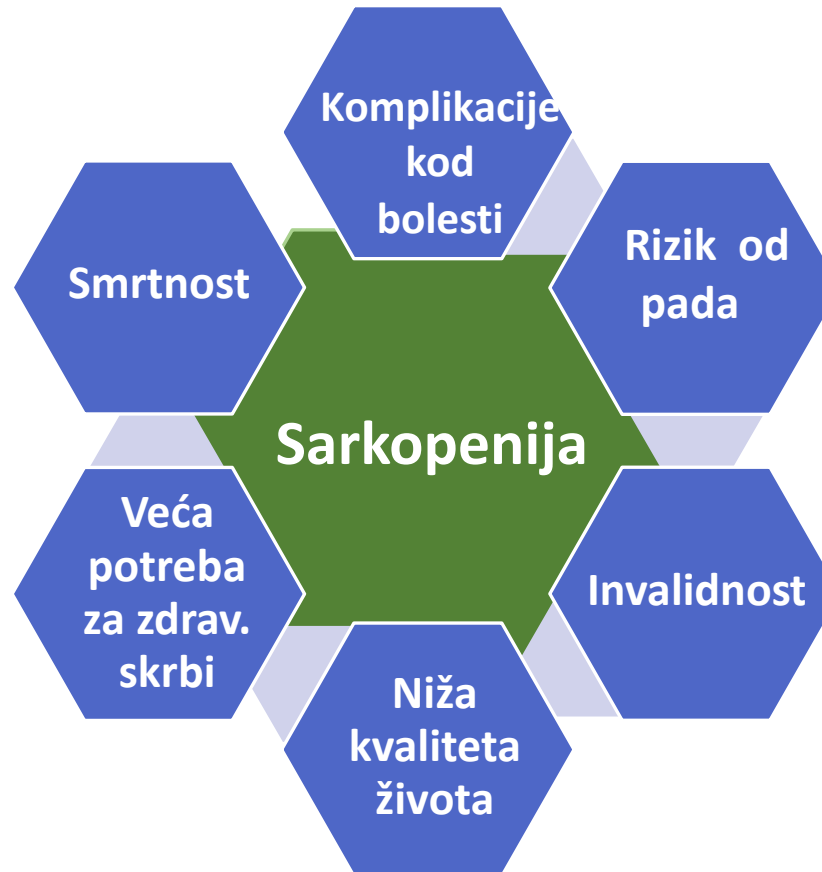 Komplikacije
kod
bolesti
Rizik od
pada
Smrtnost
Sarkopenija
Veća
potreba
za zdrav.
skrbi
Invalidnost
Niža
kvaliteta
života